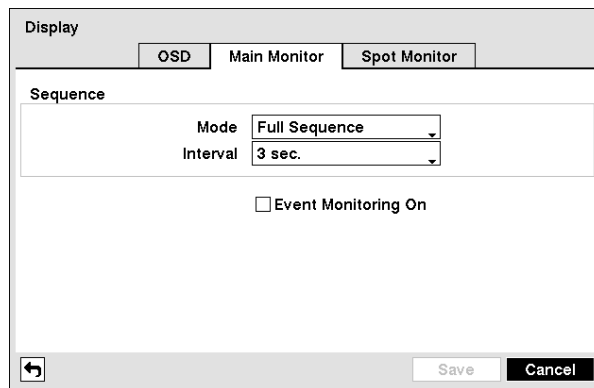 Display
OSD Main Monitor Spot Monitor
Sequence
Mode Full Sequence
Interval 3 sec.
Event Monitoring On
Save Cancel